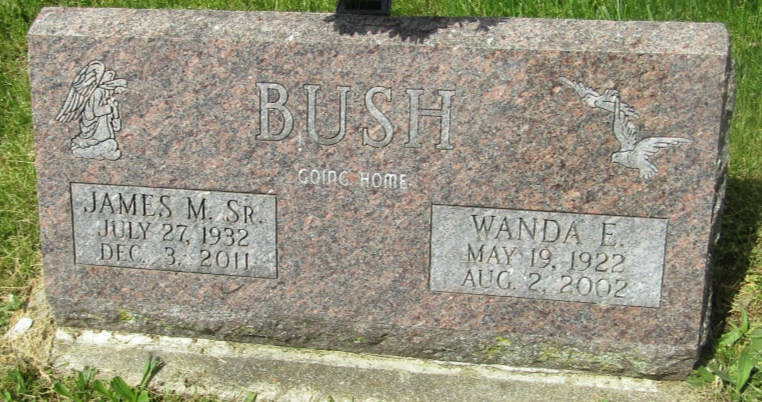 BUSH
GOING HOME
JAMES M. SR.
JULY 27, 1932
DEC. 3, 2011
WANDA E.
MAY 19, 1922
AUG. 2, 2002